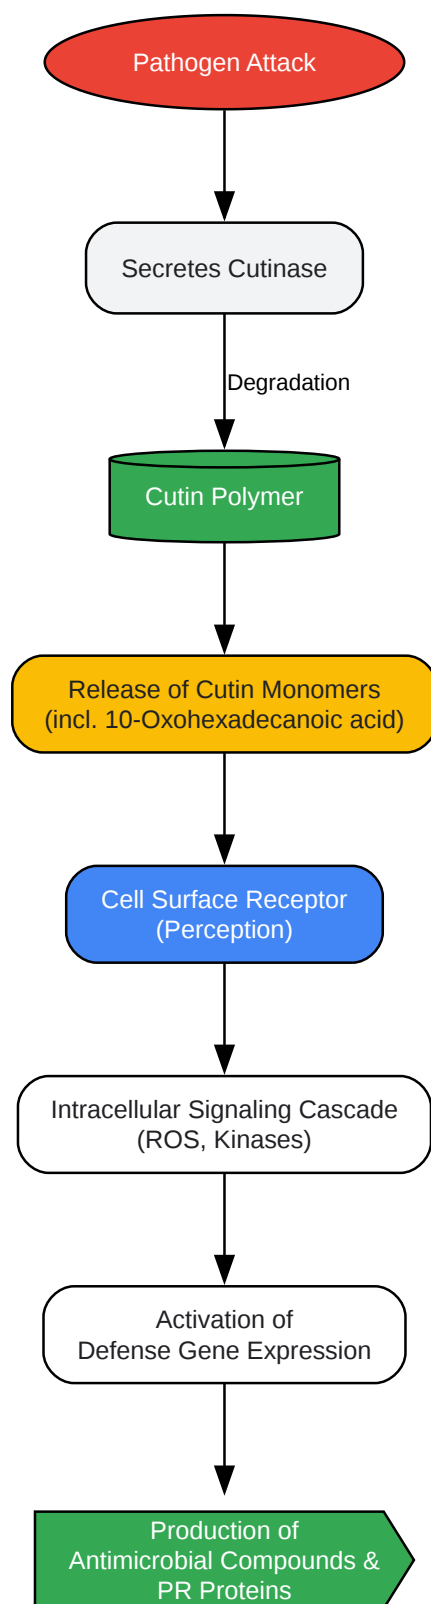 Pathogen Attack
Secretes Cutinase
Degradation
Cutin Polymer
Release of Cutin Monomers
(incl. 10-Oxohexadecanoic acid)
Cell Surface Receptor
(Perception)
Intracellular Signaling Cascade
(ROS, Kinases)
Activation of
Defense Gene Expression
Production of
Antimicrobial Compounds &
PR Proteins